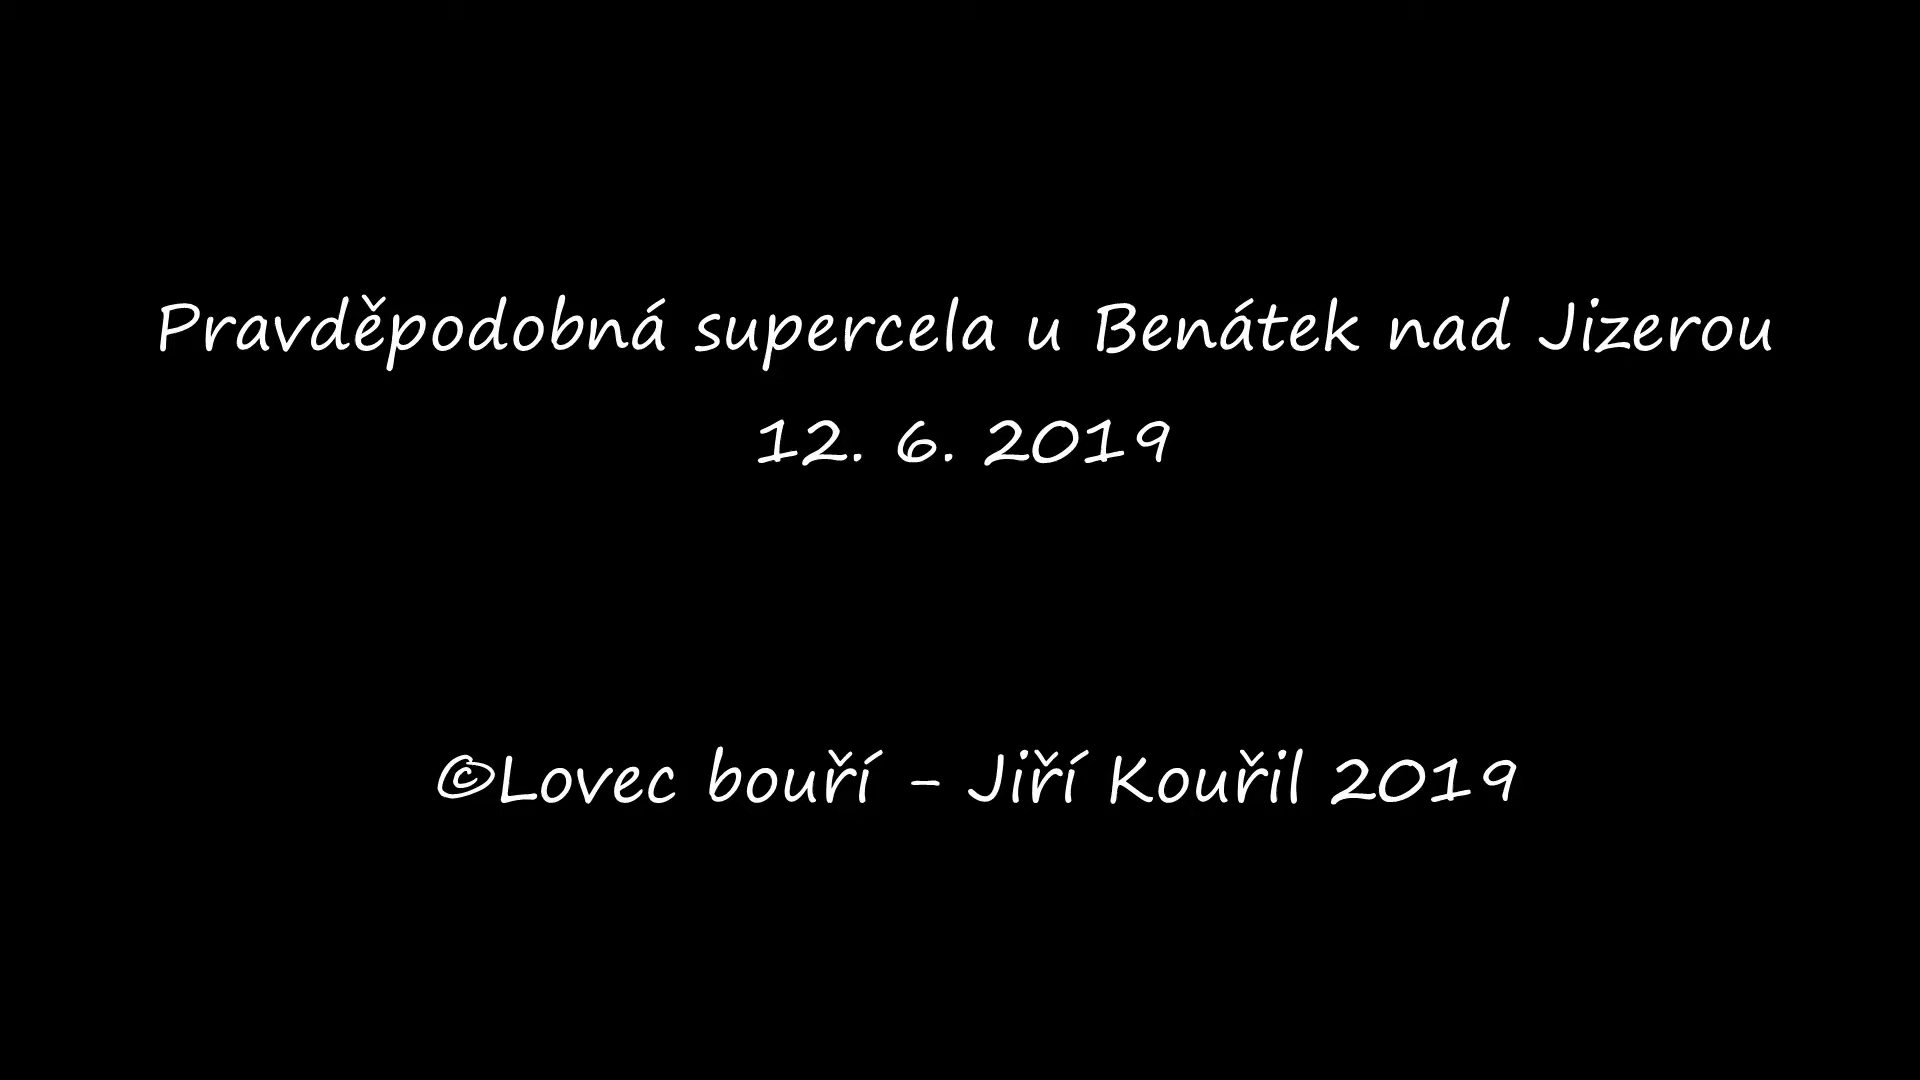 Pravděpodobná supercela u Benátek nad Jizerou
12. 6. 2019
©Lovec bouří - Jiří Kouřil 2019